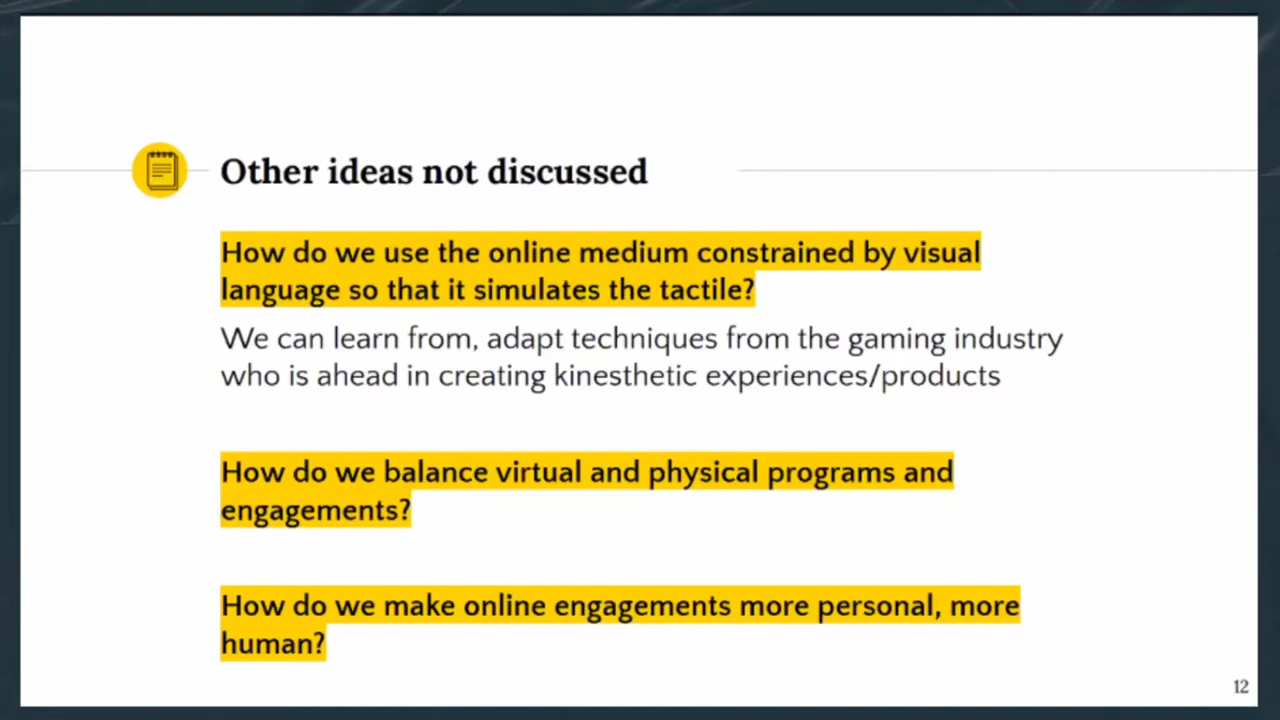 Other ideas not discussed
How do we use the online medium constrained by visual
language so that it simulates the tactile?
We can learn from, adapt techniques from the gaming industry
who is ahead in creating kinesthetic experiences/products
How do we balance virtual and physical programs and
engagements?
How do we make online engagements more personal, more
human?
12